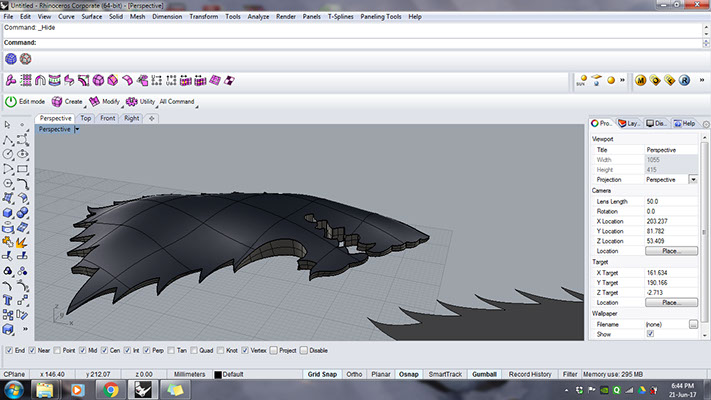 Untitled - Rhinoceros Corporate (64-bit) - [Perspective]
File Edit View Curve Surface Solid Mesh Dimension Transform Tools Analyze Render Panels T-Splines Paneling Tools Help
Command: _Hide
Command:
SUN
M R
Edit mode Create Modify Utility All Command
Perspective Top Front Right
Perspective
Pro.. Lay.. Dis... Help
Viewport
Title Perspective
Width 1055
Height 415
Projection Perspective
Camera
Lens Length 50.0
Rotation 0.0
X Location 203.237
Y Location 81.782
Z Location 53.409
Location Place...
Target
X Target 161.634
Y Target 190.166
Z Target -2.713
Location Place...
Wallpaper
Filename (none) ...
Show
z
y
x
T
End Near Point Mid Cen Int Perp Tan Quad Knot Vertex Project Disable
CPlane x 146.40 y 212.07 z 0.00 Millimeters Default Grid Snap Ortho Planar Osnap SmartTrack Gumball Record History Filter Memory use: 295 MB
6:44 PM
21-Jun-17